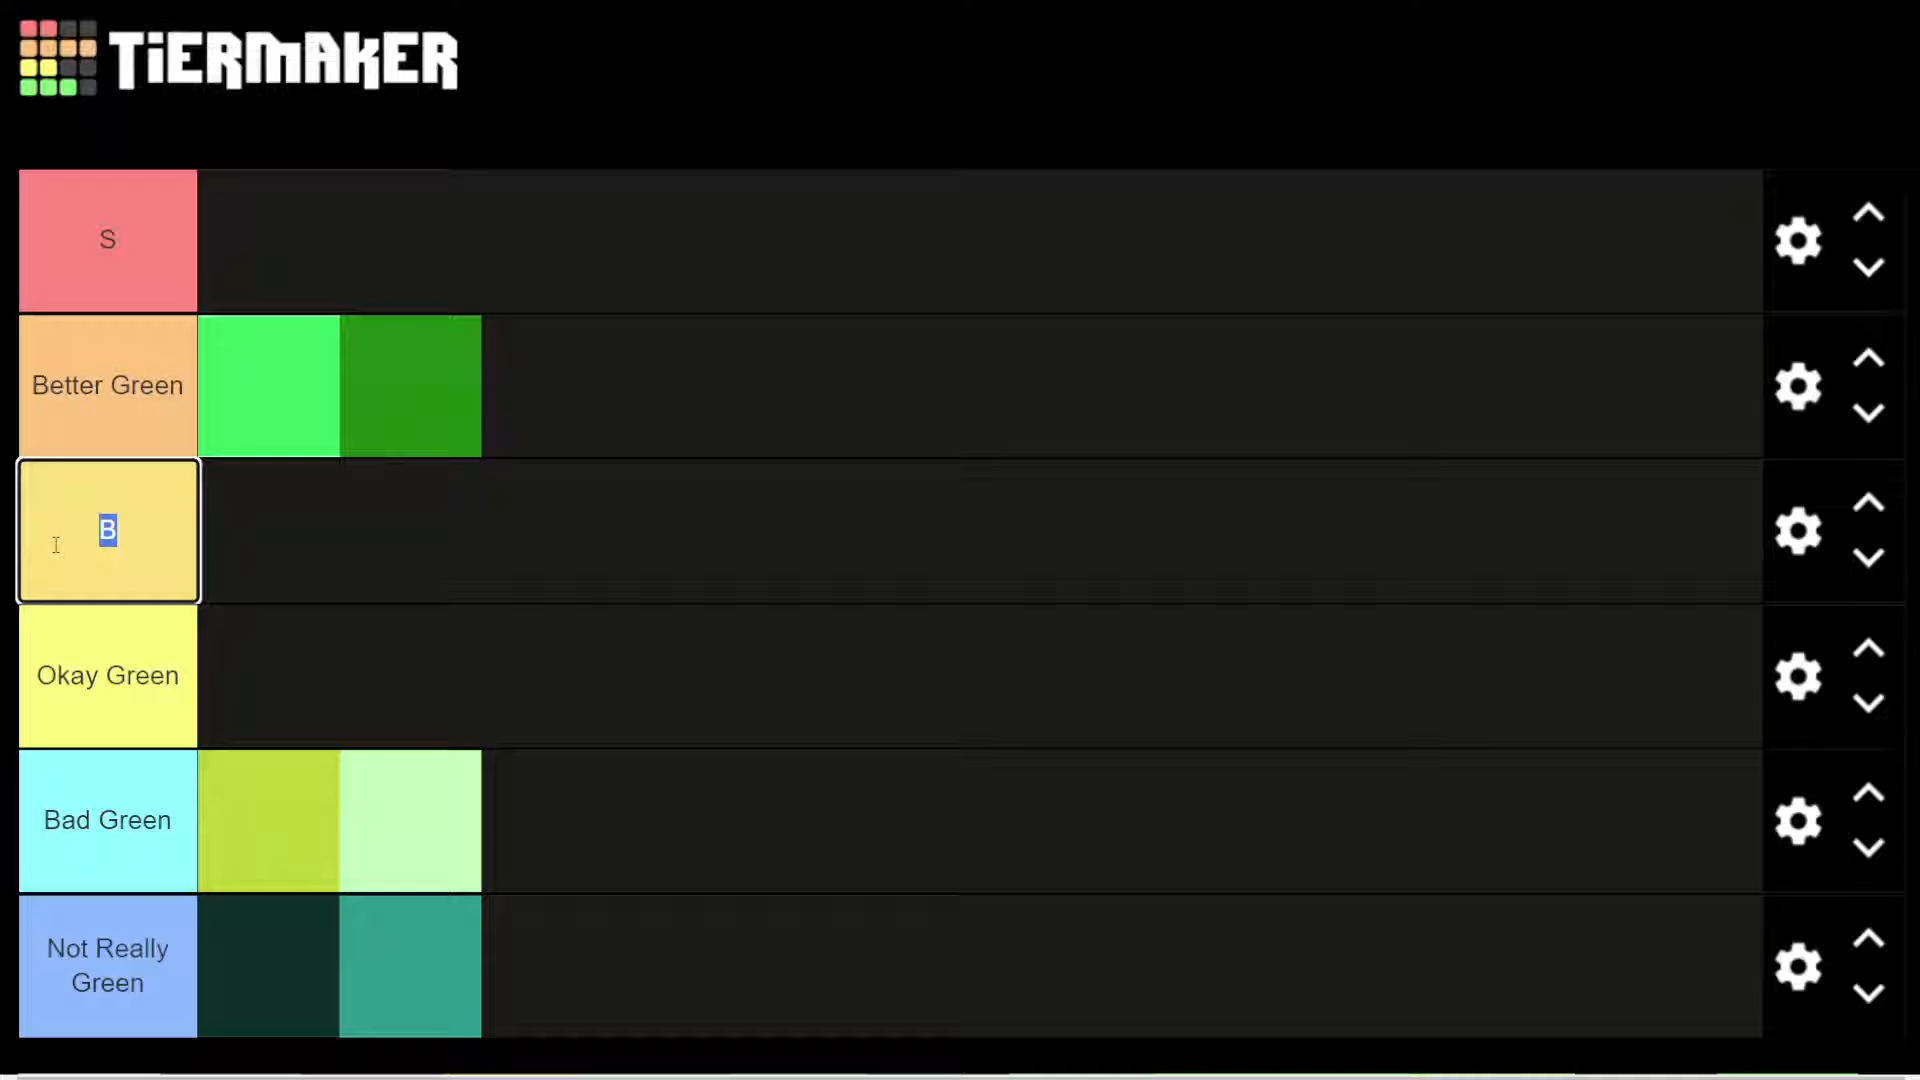 TiERMAKER
S
Better Green
B
Okay Green
Bad Green
Not Really
Green